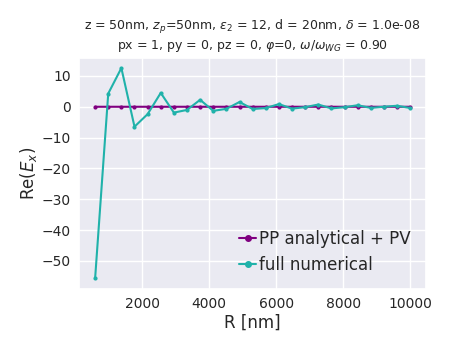 z = 50nm, z_p=50nm, ε_2 = 12, d = 20nm, δ = 1.0e-08
px = 1, py = 0, pz = 0, φ=0, ω/ω_WG = 0.90
10
0
−10
−20
−30
−40
−50
Re(E_x)
PP analytical + PV
full numerical
2000 4000 6000 8000 10000
R [nm]